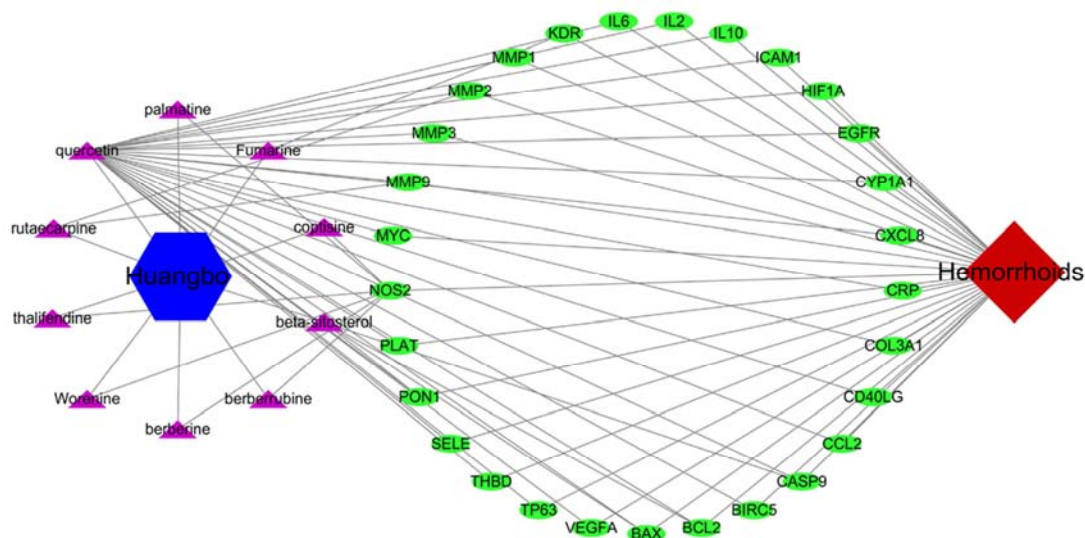 IL6
IL2
KDR
IL10
MMP1
ICAM1
MMP2
HIF1A
palmatine
MMP3
EGFR
quercetin
Fumarine
MMP9
CYP1A1
rutaecarpine
coptisine
MYC
CXCL8
Huangbo
Hemorrhoids
NOS2
CRP
thalifendine
beta-sitosterol
PLAT
COL3A1
Worenine
berberrubine
PON1
CD40LG
berberine
SELE
CCL2
THBD
CASP9
TP63
BIRC5
VEGFA
BCL2
BAX